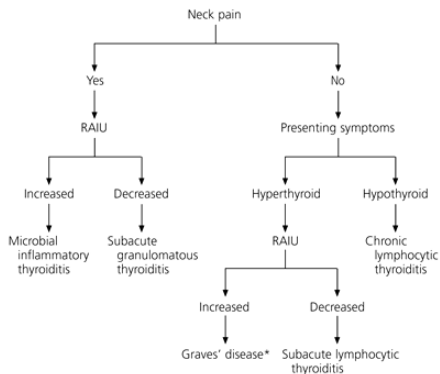 Neck pain
Yes
No
RAIU
Presenting symptoms
Increased
Decreased
Hyperthyroid
Hypothyroid
Microbial
inflammatory
thyroiditis
Subacute
granulomatous
thyroiditis
RAIU
Chronic
lymphocytic
thyroiditis
Increased
Decreased
Graves' disease*
Subacute lymphocytic
thyroiditis